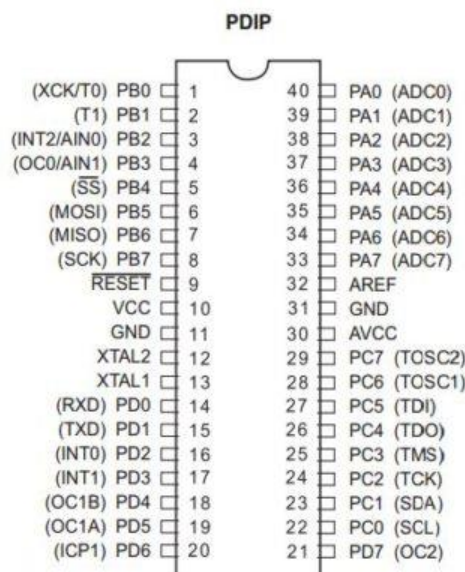 PDIP
(XCK/T0) PB0 1 40 PA0 (ADC0)
(T1) PB1 2 39 PA1 (ADC1)
(INT2/AIN0) PB2 3 38 PA2 (ADC2)
(OC0/AIN1) PB3 4 37 PA3 (ADC3)
(SS) PB4 5 36 PA4 (ADC4)
(MOSI) PB5 6 35 PA5 (ADC5)
(MISO) PB6 7 34 PA6 (ADC6)
(SCK) PB7 8 33 PA7 (ADC7)
RESET 9 32 AREF
VCC 10 31 GND
GND 11 30 AVCC
XTAL2 12 29 PC7 (TOSC2)
XTAL1 13 28 PC6 (TOSC1)
(RXD) PD0 14 27 PC5 (TDI)
(TXD) PD1 15 26 PC4 (TDO)
(INT0) PD2 16 25 PC3 (TMS)
(INT1) PD3 17 24 PC2 (TCK)
(OC1B) PD4 18 23 PC1 (SDA)
(OC1A) PD5 19 22 PC0 (SCL)
(ICP1) PD6 20 21 PD7 (OC2)